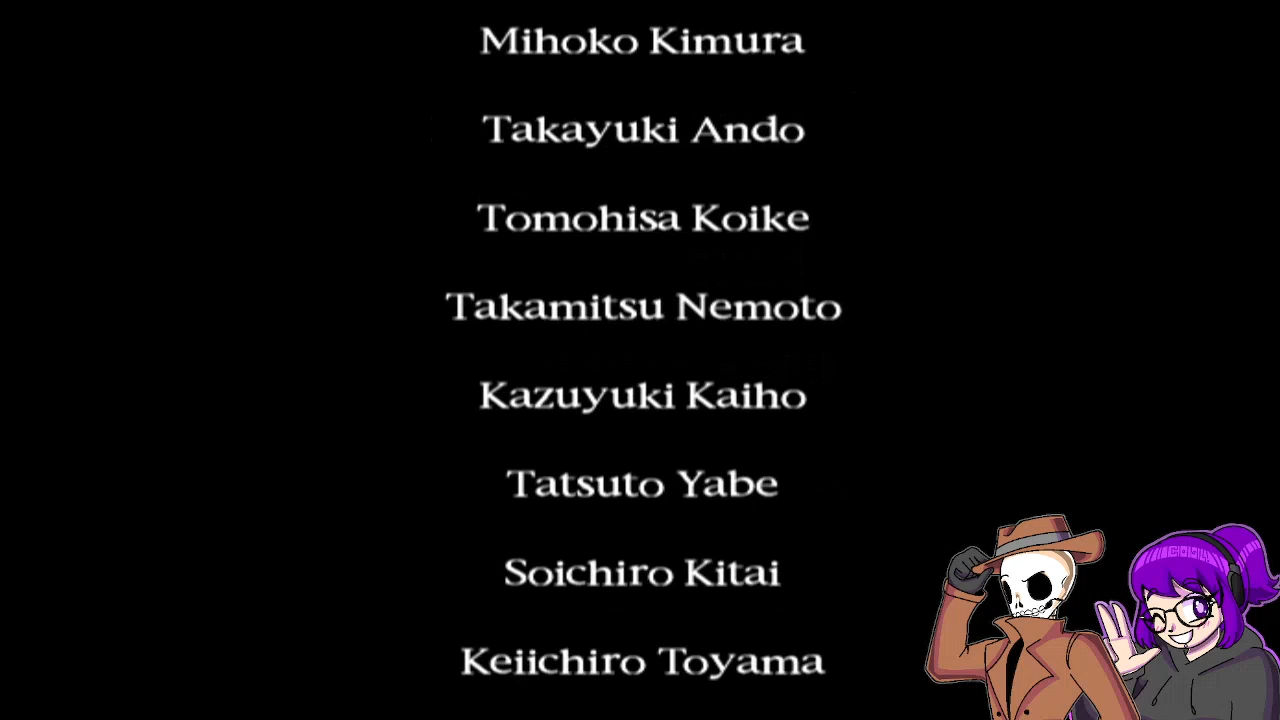 Mihoko Kimura
Takayuki Ando
Tomohisa Koike
Takamitsu Nemoto
Kazuyuki Kaiho
Tatsuto Yabe
Soichiro Kitai
Keiichiro Toyama